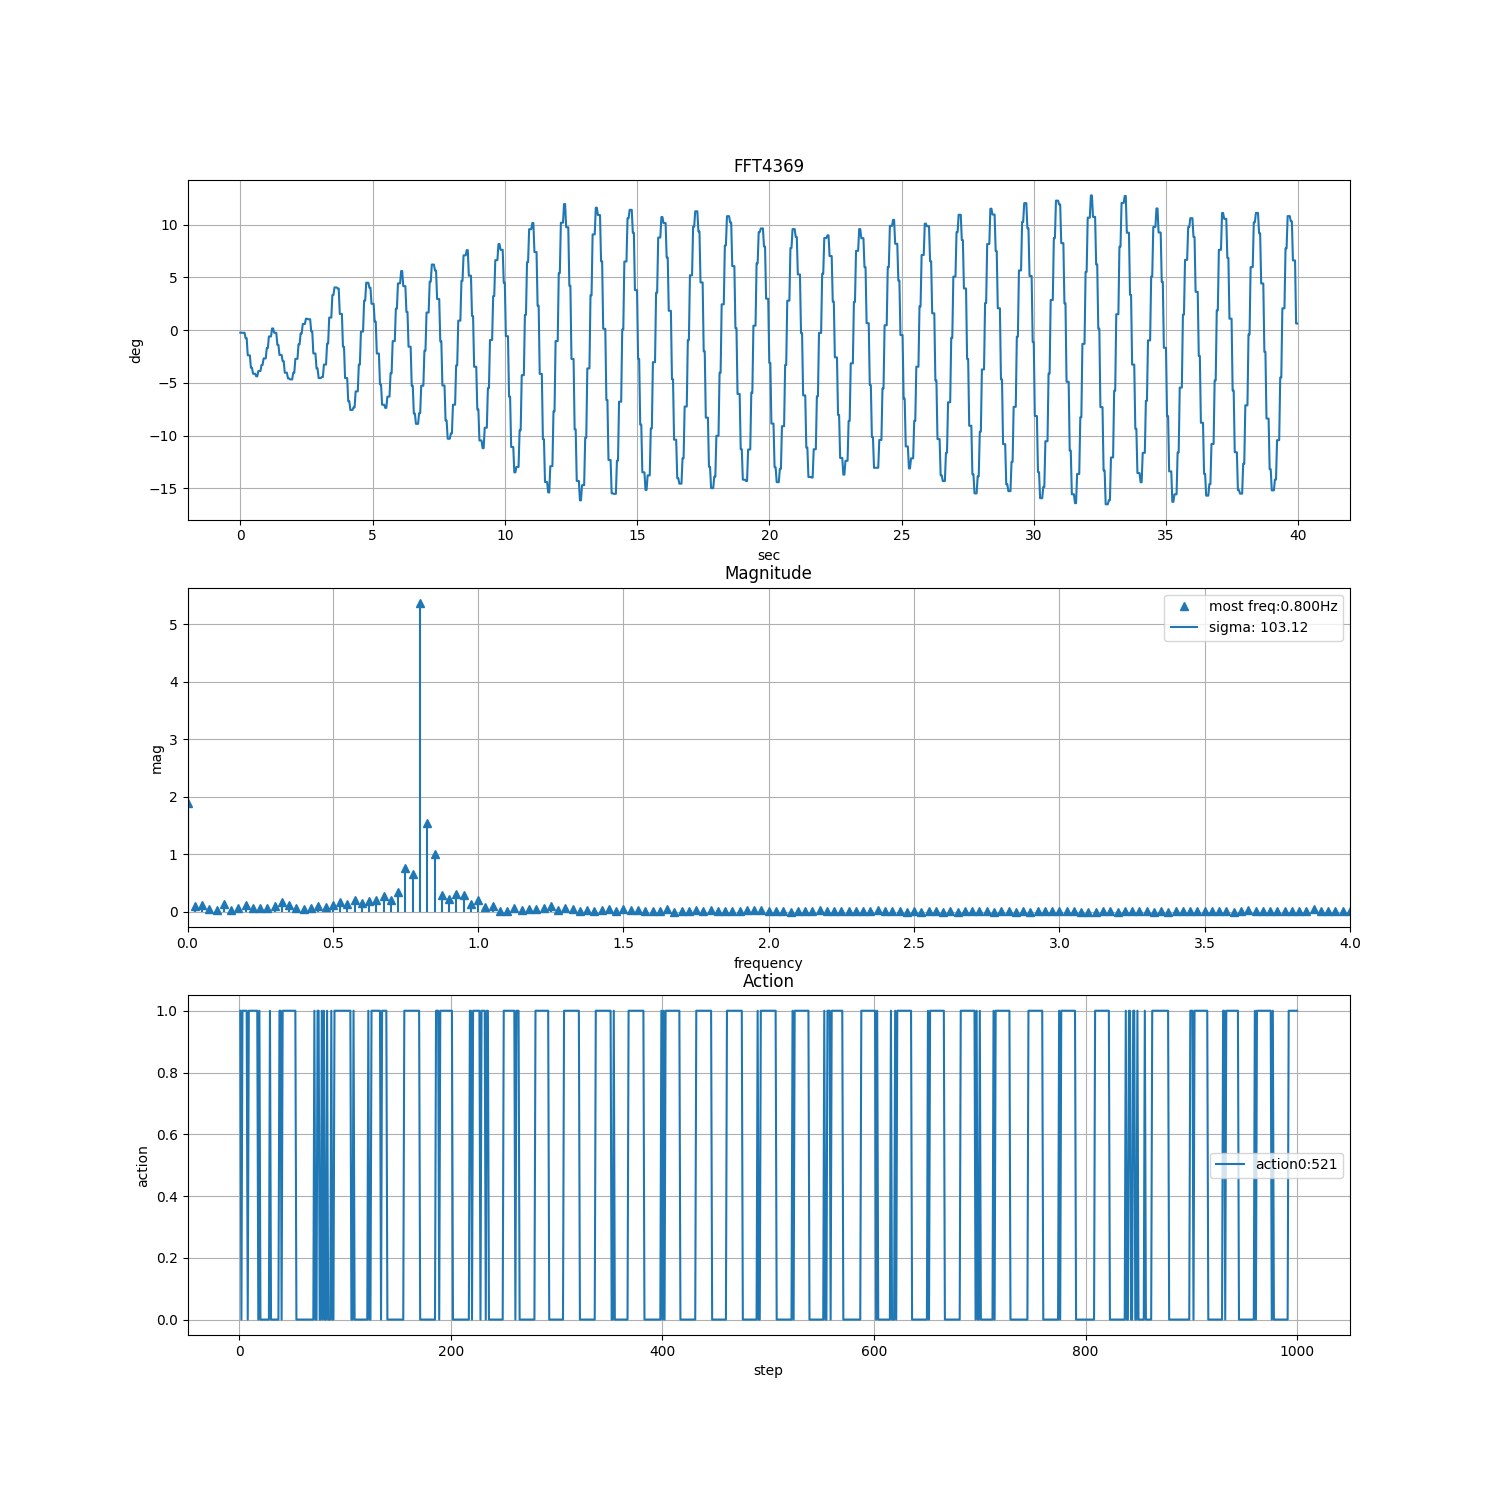 FFT4369
10
5
0
−5
−10
−15
deg
0 5 10 15 20 25 30 35 40
sec
Magnitude
most freq:0.800Hz
sigma: 103.12
5
4
3
2
1
0
mag
0.0 0.5 1.0 1.5 2.0 2.5 3.0 3.5 4.0
frequency
Action
1.0
0.8
0.6
0.4
0.2
0.0
action
action0:521
0 200 400 600 800 1000
step